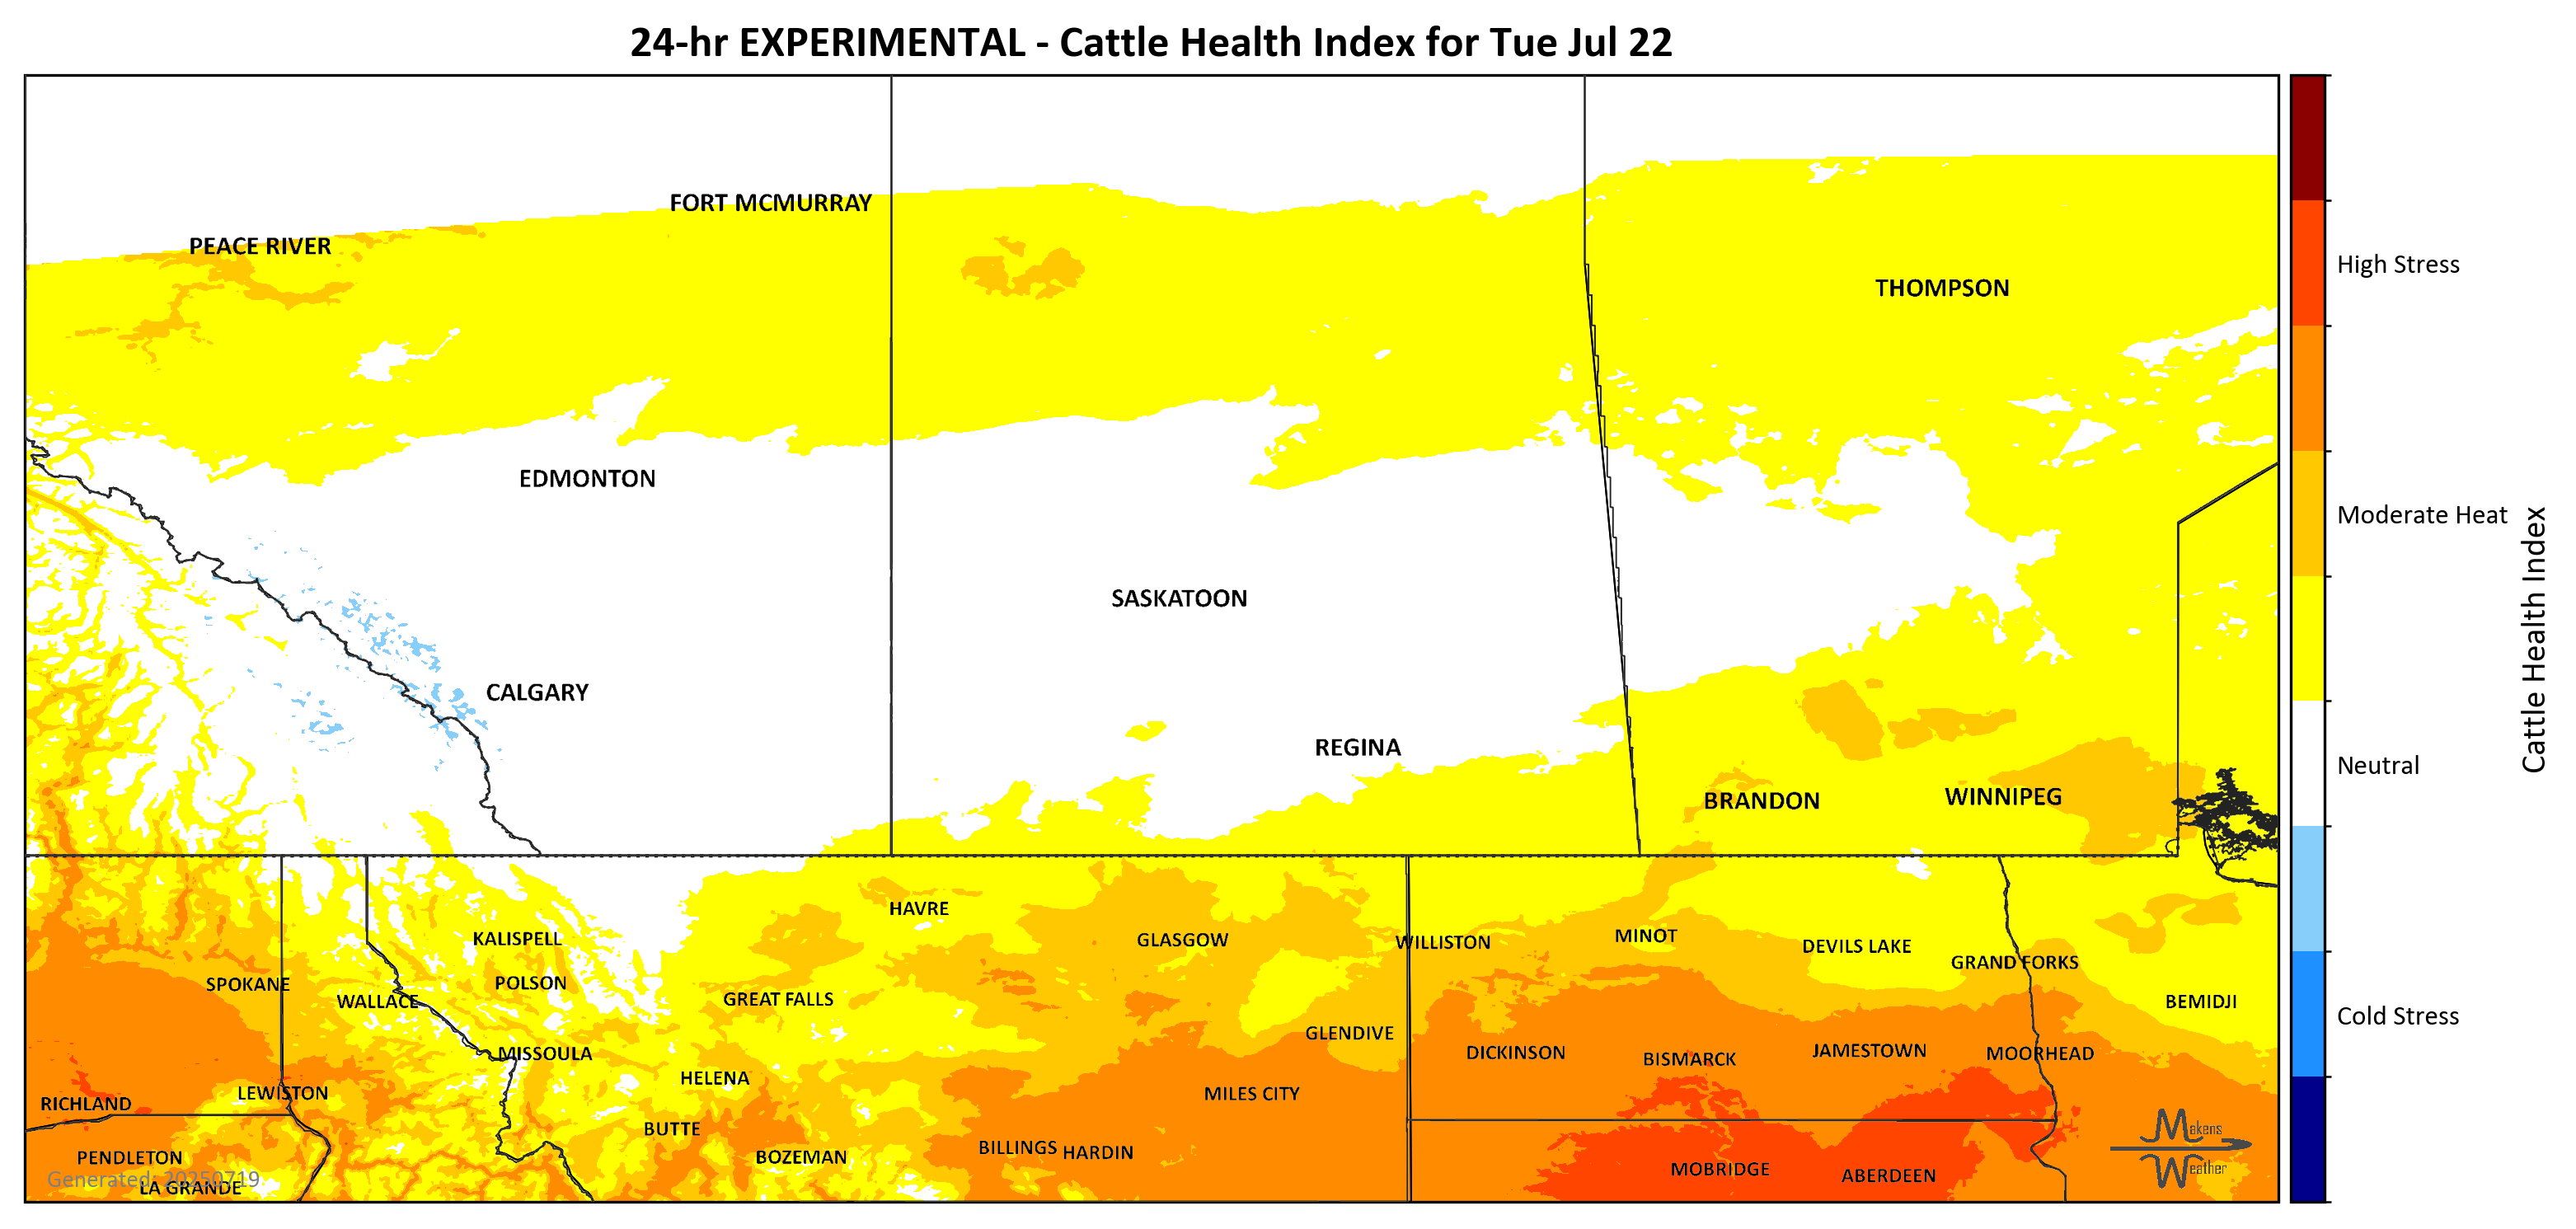 24-hr EXPERIMENTAL - Cattle Health Index for Tue Jul 22
FORT MCMURRAY
PEACE RIVER
High Stress
THOMPSON
EDMONTON
Moderate Heat
SASKATOON
Cattle Health Index
CALGARY
REGINA
Neutral
BRANDON
WINNIPEG
HAVRE
KALISPELL
GLASGOW
WILLISTON
MINOT
DEVILS LAKE
GRAND FORKS
SPOKANE
POLSON
WALLACE
GREAT FALLS
BEMIDJI
Cold Stress
GLENDIVE
MISSOULA
DICKINSON
BISMARCK
JAMESTOWN
MOORHEAD
HELENA
LEWISTON
MILES CITY
RICHLAND
BUTTE
Makens
Weather
PENDLETON
BOZEMAN
BILLINGS
HARDIN
MOBRIDGE
ABERDEEN
Generated: 20250719
LA GRANDE